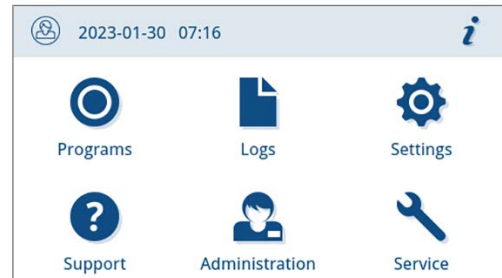 2023-01-30 07:16 i
Programs Logs Settings
?
Support Administration Service